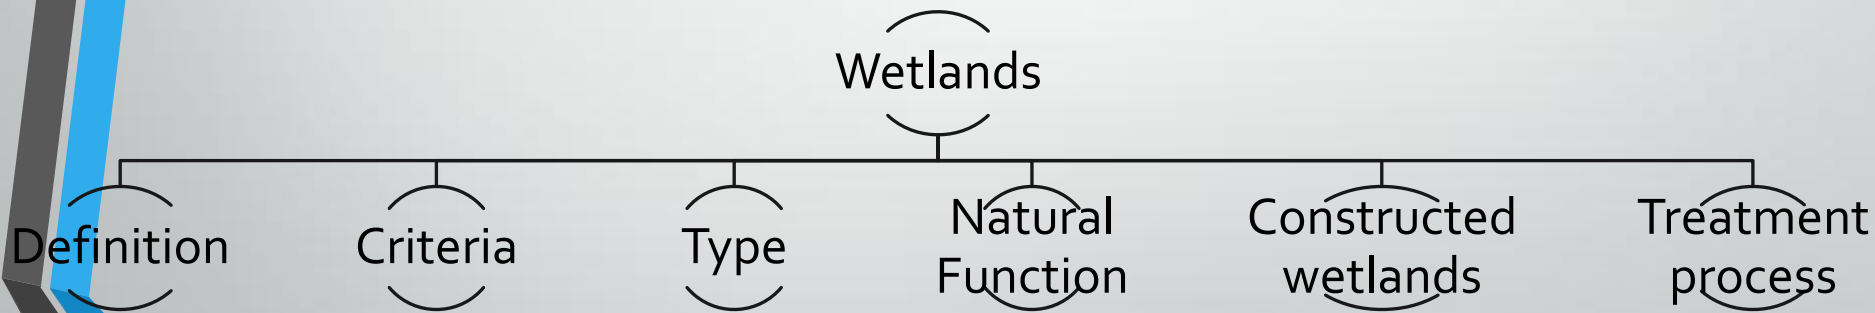 Wetlands
Definition
Criteria
Type
Natural
Function
Constructed
wetlands
Treatment
process